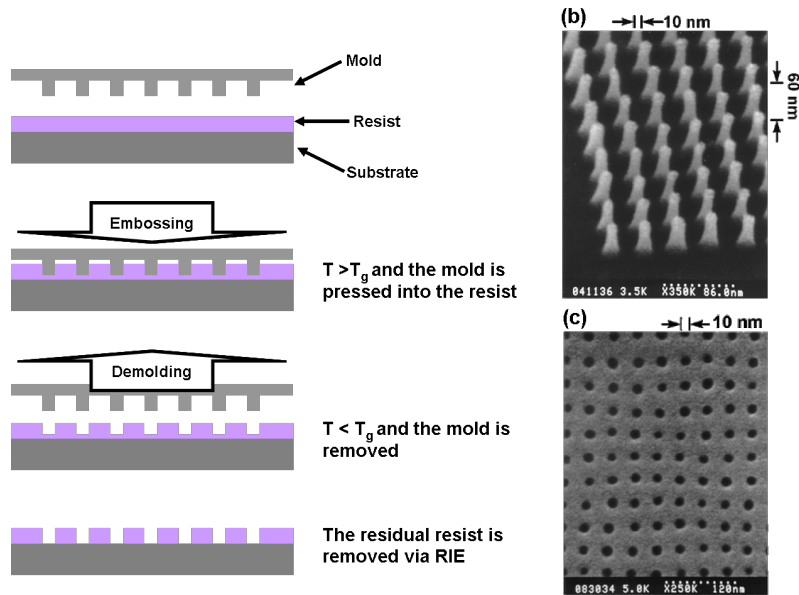 Mold
Resist
Substrate
Embossing
T >Tg and the mold is
pressed into the resist
Demolding
T < Tg and the mold is
removed
The residual resist is
removed via RIE
(b)
10 nm
60 nm
041136 3.5K X350K 86.0nm
(c)
10 nm
083034 5.0K X250K 120nm